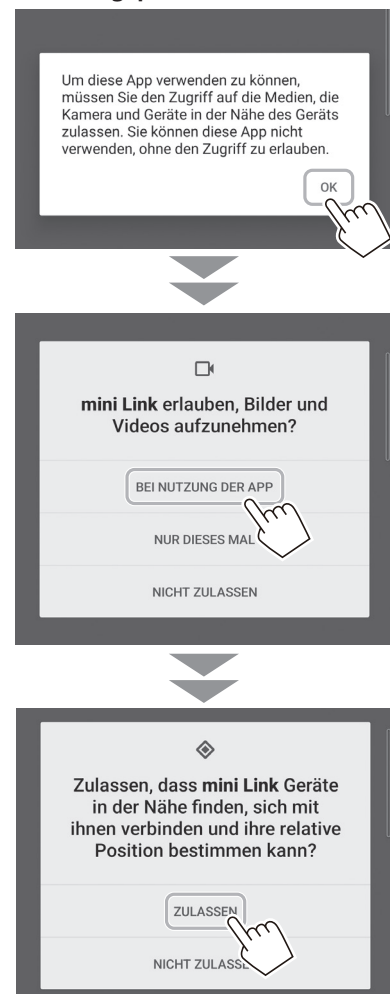 Um diese App verwenden zu können,
müssen Sie den Zugriff auf die Medien, die
Kamera und Geräte in der Nähe des Geräts
zulassen. Sie können diese App nicht
verwenden, ohne den Zugriff zu erlauben.
OK
mini Link erlauben, Bilder und
Videos aufzunehmen?
BEI NUTZUNG DER APP
NUR DIESES MAL
NICHT ZULASSEN
Zulassen, dass mini Link Geräte
in der Nähe finden, sich mit
ihnen verbinden und ihre relative
Position bestimmen kann?
ZULASSEN
NICHT